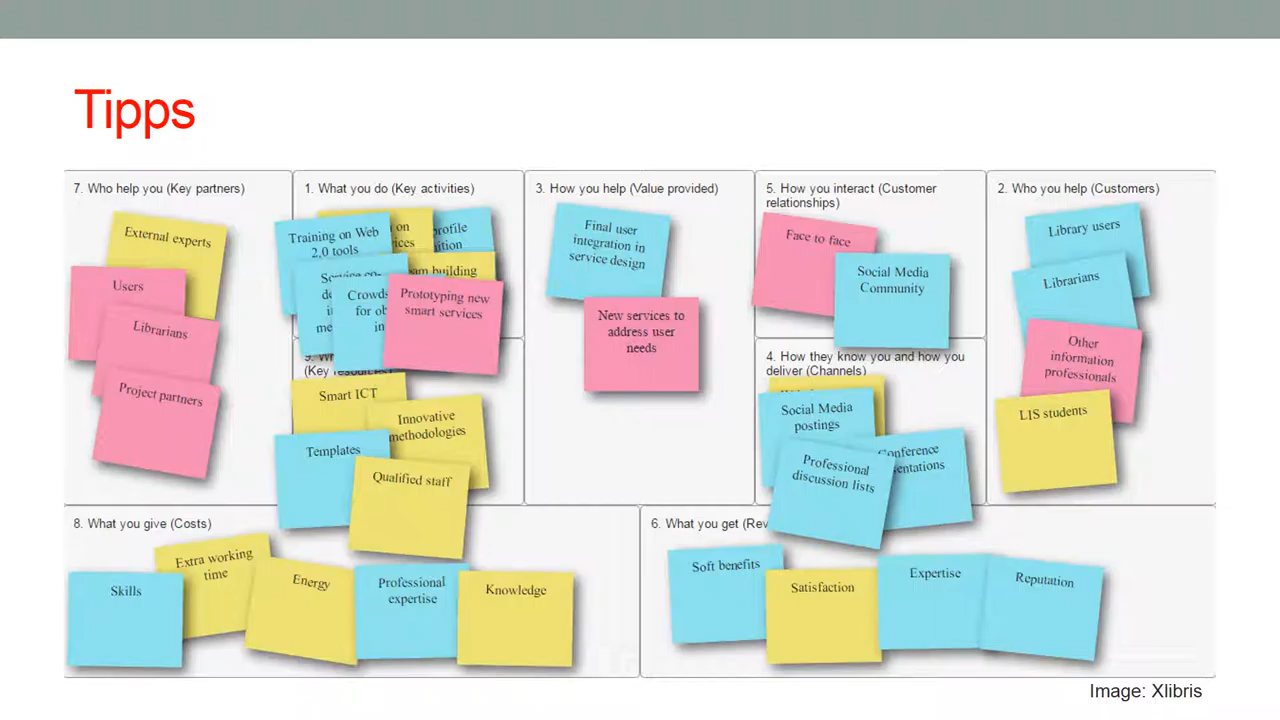 Tipps
7. Who help you (Key partners)
External experts
Users
Librarians
Project partners
1. What you do (Key activities)
Training on Web
2,0 tools
on
profile
building
Prototyping new
smart services
9.
(Key
Smart ICT
Innovative
methodologies
Templates
Qualified staff
3. How you help (Value provided)
Final user
integration in
service design
New services to
address user
needs
5. How you interact (Customer
relationships)
Face to face
Social Media
Community
4. How they know you and how you
deliver (Channels)
Social Media
postings
Professional
discussion lists
Conference
2. Who you help (Customers)
Library users
Librarians
Other
information
professionals
LIS students
8. What you give (Costs)
Skills
Extra working
time
Energy
Professional
expertise
Knowledge
6. What you get
Soft benefits
Satisfaction
Expertise
Reputation
Image: Xlibris